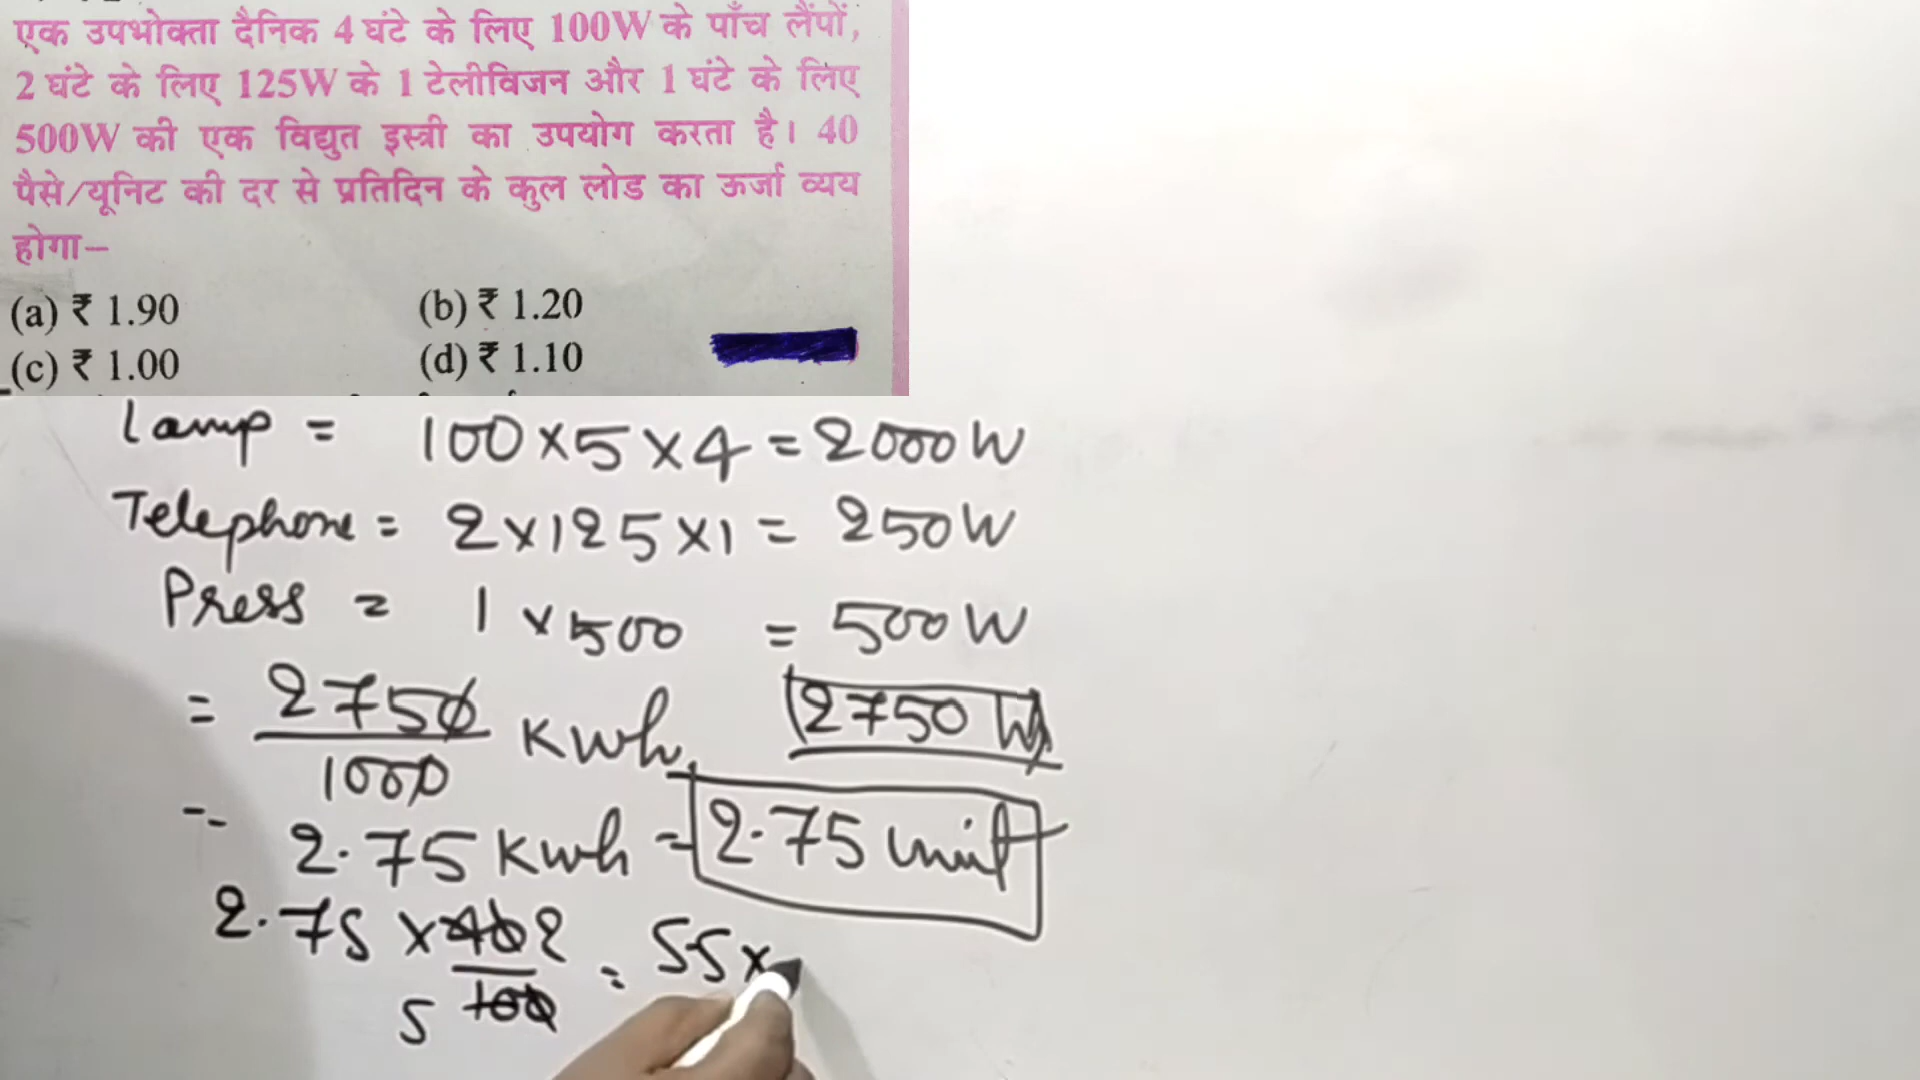 एक उपभोक्ता दैनिक 4 घंटे के लिए 100W के पाँच लैंपों,
2 घंटे के लिए 125W के 1 टेलीविजन और 1 घंटे के लिए
500W की एक विद्युत इस्त्री का उपयोग करता है। 40
पैसे/यूनिट की दर से प्रतिदिन के कुल लोड का ऊर्जा व्यय
होगा–
(a) ₹ 1.90 (b) ₹ 1.20
(c) ₹ 1.00 (d) ₹ 1.10
Lamp = 100×5×4 = 2000W
Telephone = 2×125×1 = 250W
Press = 1×500 = 500W
2750 W
= 2750/1000 Kwh
= 2.75 Kwh = 2.75 unit
2.75 × 40 2 / 100 5 = 55×